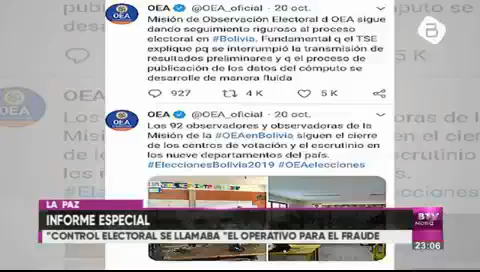 OEA @OEA_oficial · 20 oct.
Misión de Observación Electoral d OEA sigue
dando seguimiento riguroso al proceso
electoral en #Bolivia. Fundamental q el TSE
explique pq se interrumpió la transmisión de
resultados preliminares y q el proceso de
publicación de los datos del cómputo se
desarrolle de manera fluida
927 4 K 5 K
OEA @OEA_oficial · 20 oct.
Los 92 observadores y observadoras de la
Misión de la #OEAenBolivia siguen el cierre
de los centros de votación y el escrutinio en
los nueve departamentos del país.
#EleccionesBolivia2019 #OEAelecciones
LA PAZ
INFORME ESPECIAL
"CONTROL ELECTORAL SE LLAMABA "EL OPERATIVO PARA EL FRAUDE
BTV
23:06